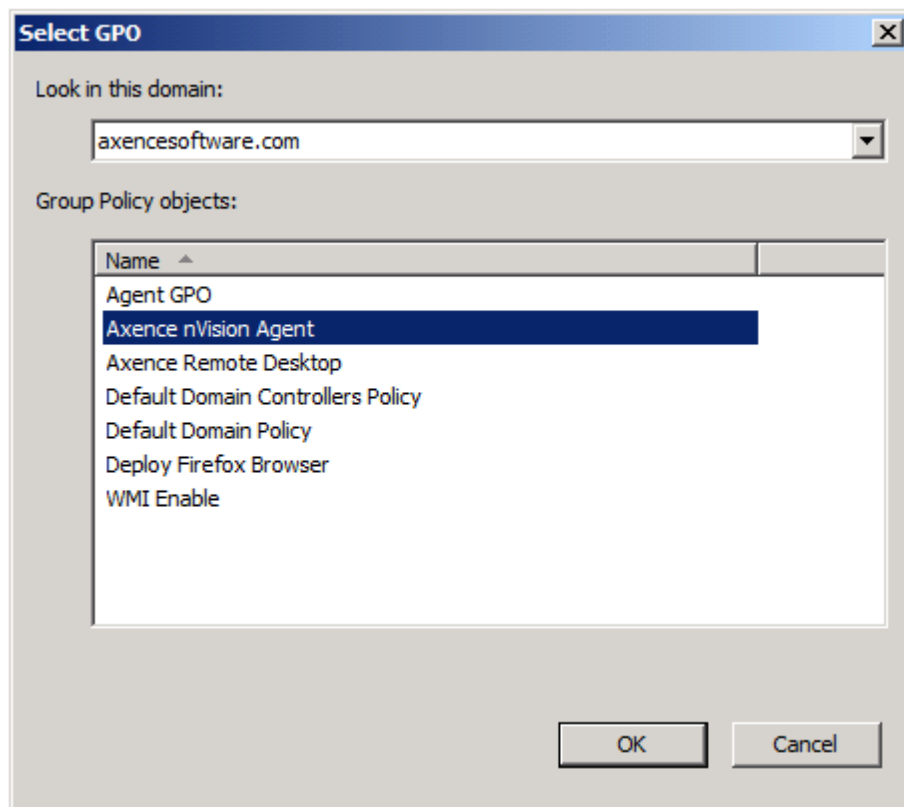 Select GPO
Look in this domain:
axencesoftware.com
Group Policy objects:
Name
Agent GPO
Axence nVision Agent
Axence Remote Desktop
Default Domain Controllers Policy
Default Domain Policy
Deploy Firefox Browser
WMI Enable
OK Cancel